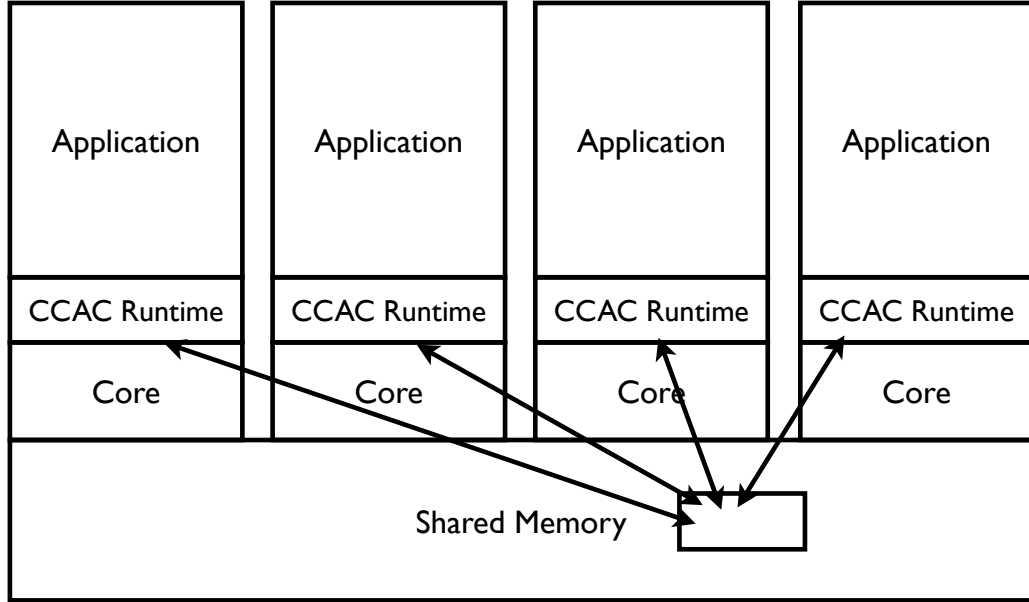 Application
Application
Application
Application
CCAC Runtime
CCAC Runtime
CCAC Runtime
CCAC Runtime
Core
Core
Core
Core
Shared Memory